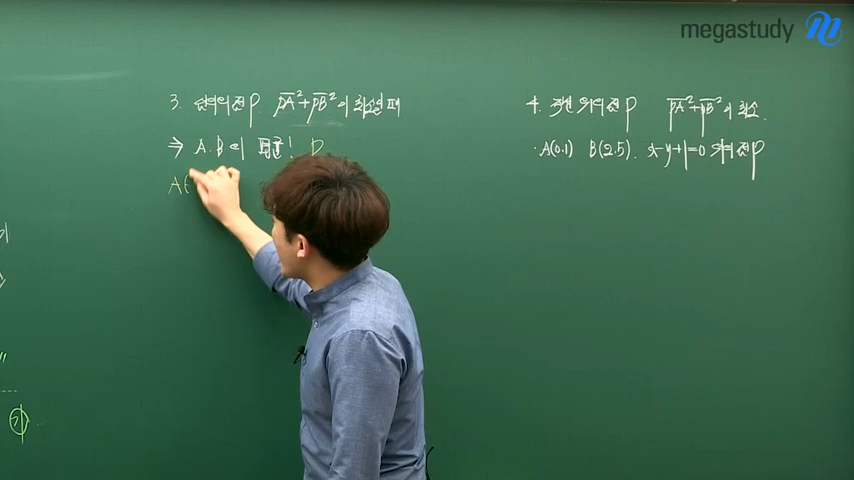 megastudy
3. 임의의 점 P. PA²+PB²이 최소일 때
⇒ A. B의 중점! P
A(
4. 직선 위의 점 P PA²+PB²이 최소.
· A(0.1) B(2.5). x-y+1=0 위의 점 P